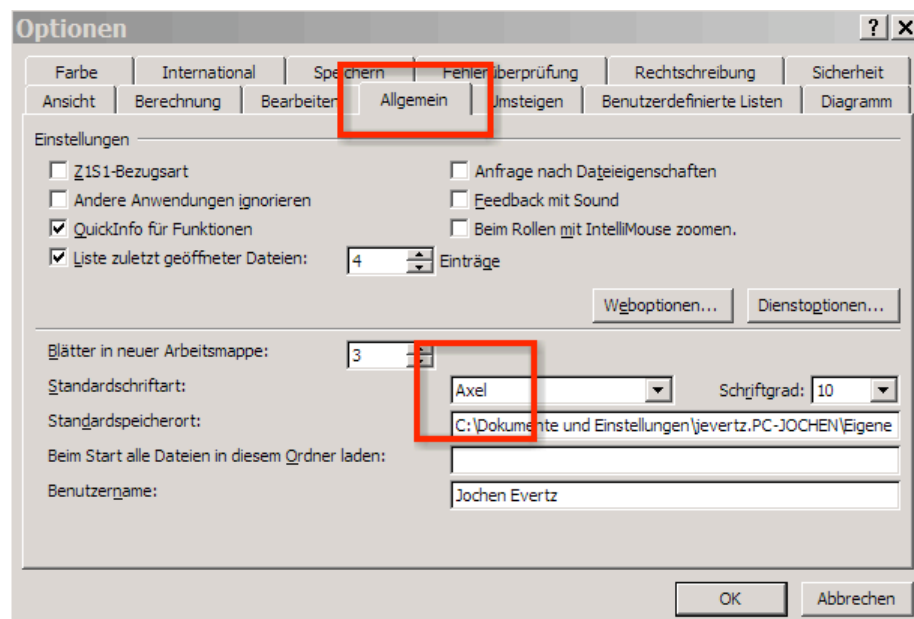 Optionen
Farbe International Speichern Fehlerüberprüfung Rechtschreibung Sicherheit
Ansicht Berechnung Bearbeiten Allgemein Umsteigen Benutzerdefinierte Listen Diagramm
Einstellungen
Z1S1-Bezugsart Anfrage nach Dateieigenschaften
Andere Anwendungen ignorieren Feedback mit Sound
QuickInfo für Funktionen Beim Rollen mit IntelliMouse zoomen.
Liste zuletzt geöffneter Dateien: 4 Einträge
Weboptionen... Dienstoptionen...
Blätter in neuer Arbeitsmappe: 3
Standardschriftart: Axel Schriftgrad: 10
Standardspeicherort: C:\Dokumente und Einstellungen\jevertz.PC-JOCHEN\Eigene
Beim Start alle Dateien in diesem Ordner laden:
Benutzername: Jochen Evertz
OK Abbrechen